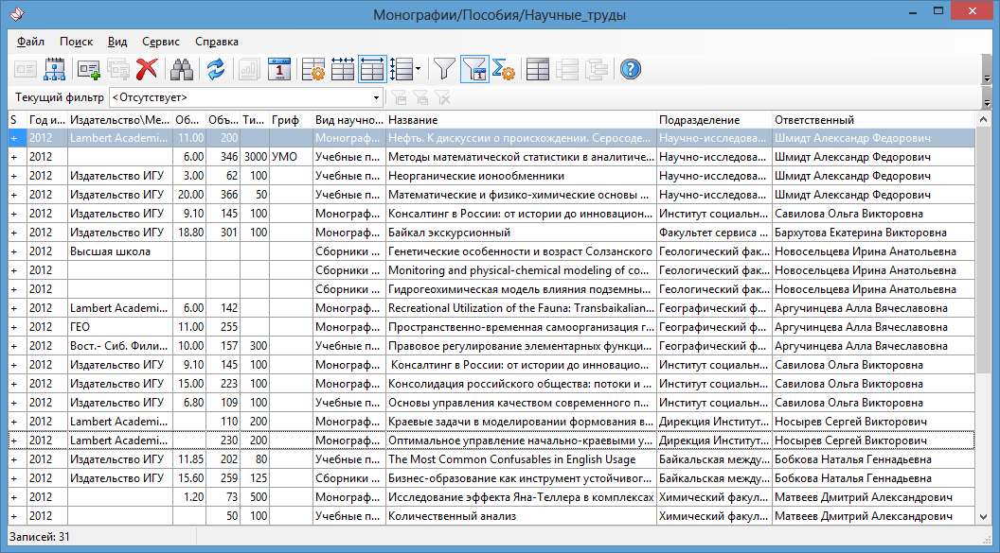 Монографии/Пособия/Научные_труды
Файл Поиск Вид Сервис Справка
1 1
Текущий фильтр <Отсутствует>
S Год и... Издательство\Ме... Об... Объ... Ти... Гриф Вид научно... Название Подразделение Ответственный
+ 2012 Lambert Academi... 11.00 200 Монограф... Нефть. К дискуссии о происхождении. Серосоде... Научно-исследова... Шмидт Александр Федорович
+ 2012 6.00 346 3000 УМО Учебные п... Методы математической статистики в аналитиче... Научно-исследова... Шмидт Александр Федорович
+ 2012 Издательство ИГУ 3.00 62 100 Учебные п... Неорганические ионообменники Научно-исследова... Шмидт Александр Федорович
+ 2012 Издательство ИГУ 20.00 366 50 Учебные п... Математические и физико-химические основы ... Научно-исследова... Шмидт Александр Федорович
+ 2012 Издательство ИГУ 9.10 145 100 Монограф... Консалтинг в России: от истории до инновацион... Институт социальн... Савилова Ольга Викторовна
+ 2012 Издательство ИГУ 18.80 301 100 Монограф... Байкал экскурсионный Факультет сервиса ... Бархутова Екатерина Викторовна
+ 2012 Высшая школа Сборники ... Генетические особенности и возраст Солзанского Геологический фак... Новосельцева Ирина Анатольевна
+ 2012 Сборники ... Monitoring and physical-chemical modeling of co... Геологический фак... Новосельцева Ирина Анатольевна
+ 2012 Сборники ... Гидрогеохимическая модель влияния подземны... Геологический фак... Новосельцева Ирина Анатольевна
+ 2012 Lambert Academi... 6.00 142 Монограф... Recreational Utilization of the Fauna: Transbaikalian... Географический ф... Аргучинцева Алла Вячеславовна
+ 2012 ГЕО 11.00 255 Монограф... Пространственно-временная самоорганизация г... Географический ф... Аргучинцева Алла Вячеславовна
+ 2012 Вост.- Сиб. Фили... 10.00 157 300 Учебные п... Правовое регулирование элементарных функци... Географический ф... Аргучинцева Алла Вячеславовна
+ 2012 Издательство ИГУ 9.10 145 100 Монограф... Консалтинг в России: от истории до инновацио... Институт социальн... Савилова Ольга Викторовна
+ 2012 Издательство ИГУ 15.00 223 100 Монограф... Консолидация российского общества: потоки и ... Институт социальн... Савилова Ольга Викторовна
+ 2012 Издательство ИГУ 6.80 109 100 Учебные п... Основы управления качеством современного п... Институт социальн... Савилова Ольга Викторовна
+ 2012 Lambert Academi... 110 200 Монограф... Краевые задачи в моделировании формования в... Дирекция Институт... Носырев Сергей Викторович
+ 2012 Lambert Academi... 230 200 Монограф... Оптимальное управление начально-краевыми у... Дирекция Институт... Носырев Сергей Викторович
+ 2012 Издательство ИГУ 11.85 202 80 Учебные п... The Most Common Confusables in English Usage Байкальская между... Бобкова Наталья Геннадьевна
+ 2012 Издательство ИГУ 15.60 259 125 Сборники ... Бизнес-образование как инструмент устойчивог... Байкальская между... Бобкова Наталья Геннадьевна
+ 2012 1.20 73 500 Монограф... Исследование эффекта Яна-Теллера в комплексах Химический факул... Матвеев Дмитрий Александрович
+ 2012 50 100 Учебные п... Количественный анализ Химический факул... Матвеев Дмитрий Александрович
Записей: 31